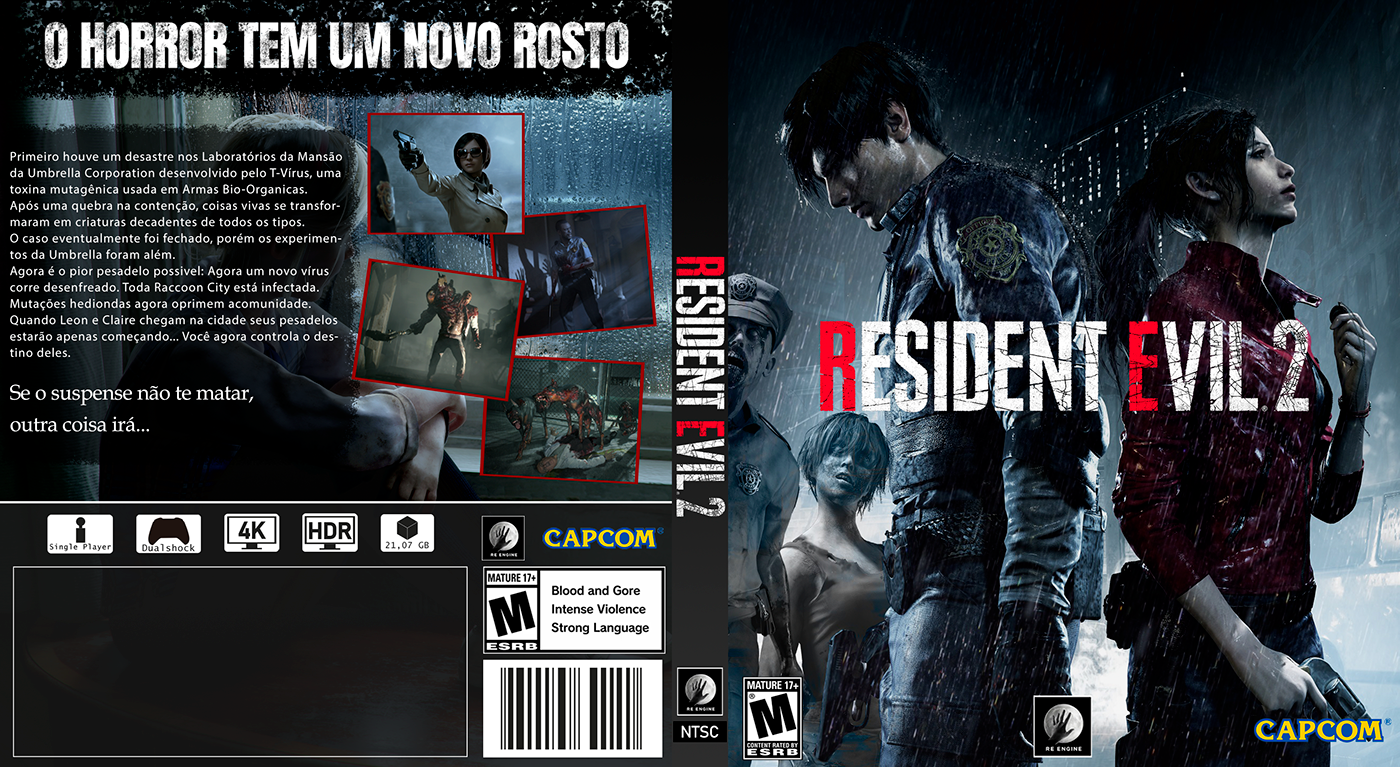 O HORROR TEM UM NOVO ROSTO
Primeiro houve um desastre nos Laboratórios da Mansão
da Umbrella Corporation desenvolvido pelo T-Vírus, uma
toxina mutagênica usada em Armas Bio-Organicas.
Após uma quebra na contenção, coisas vivas se transfor-
maram em criaturas decadentes de todos os tipos.
O caso eventualmente foi fechado, porém os experimen-
tos da Umbrella foram além.
Agora é o pior pesadelo possivel: Agora um novo vírus
corre desenfreado. Toda Raccoon City está infectada.
Mutações hediondas agora oprimem acomunidade.
Quando Leon e Claire chegam na cidade seus pesadelos
estarão apenas começando... Você agora controla o des-
tino deles.
Se o suspense não te matar,
outra coisa irá...
Single Player
Dualshock
4K
HDR
21,07 GB
RE ENGINE
CAPCOM®
MATURE 17+
M
ESRB
Blood and Gore
Intense Violence
Strong Language
RESIDENT EVIL.2
RE ENGINE
NTSC
RESIDENT EVIL.2
MATURE 17+
M
CONTENT RATED BY
ESRB
RE ENGINE
CAPCOM®